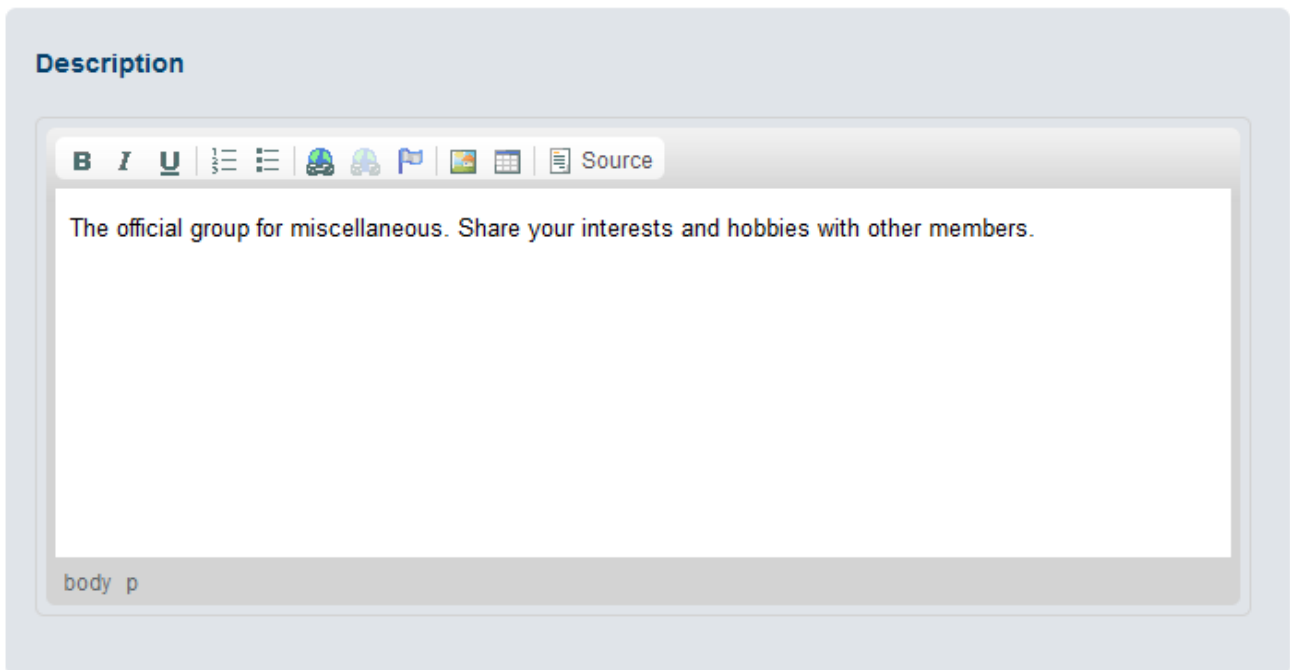 Description
B I U Source
The official group for miscellaneous. Share your interests and hobbies with other members.
body p